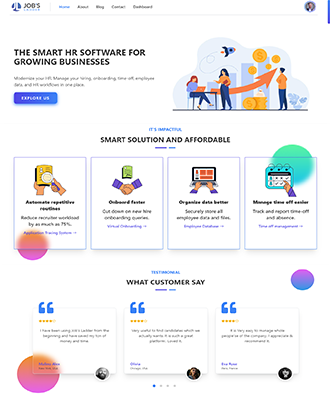 JOB'S
LADDER
Home About Blog Contact Dashboard
THE SMART HR SOFTWARE FOR
GROWING BUSINESSES
Modernize your HR. Manage your hiring, onboarding, time-off, employee
data, and HR workflows in one place.
EXPLORE US
IT'S IMPACTFUL
SMART SOLUTION AND AFFORDABLE
Automate repetitive
routines
Reduce recruiter workload
by as much as 75%.
Application Tracing System →
Onboard faster
Cut down on new hire
onboarding queries.
Virtual Onboarding →
Organize data better
Securely store all
employee data and files.
Employee Database →
Manage time off easier
Track and report time-off
and absence.
Time off management →
TESTIMONIAL
WHAT CUSTOMER SAY
I have been using Job's Ladder from the
beginning and have saved my ton of
money and time.
Very useful to find candidates which we
actually wants. It is such a great
platform. Loved it.
It is very easy to manage whole
peoples of the company. I appreciate &
recommend it.
Olivia
Eva Rose